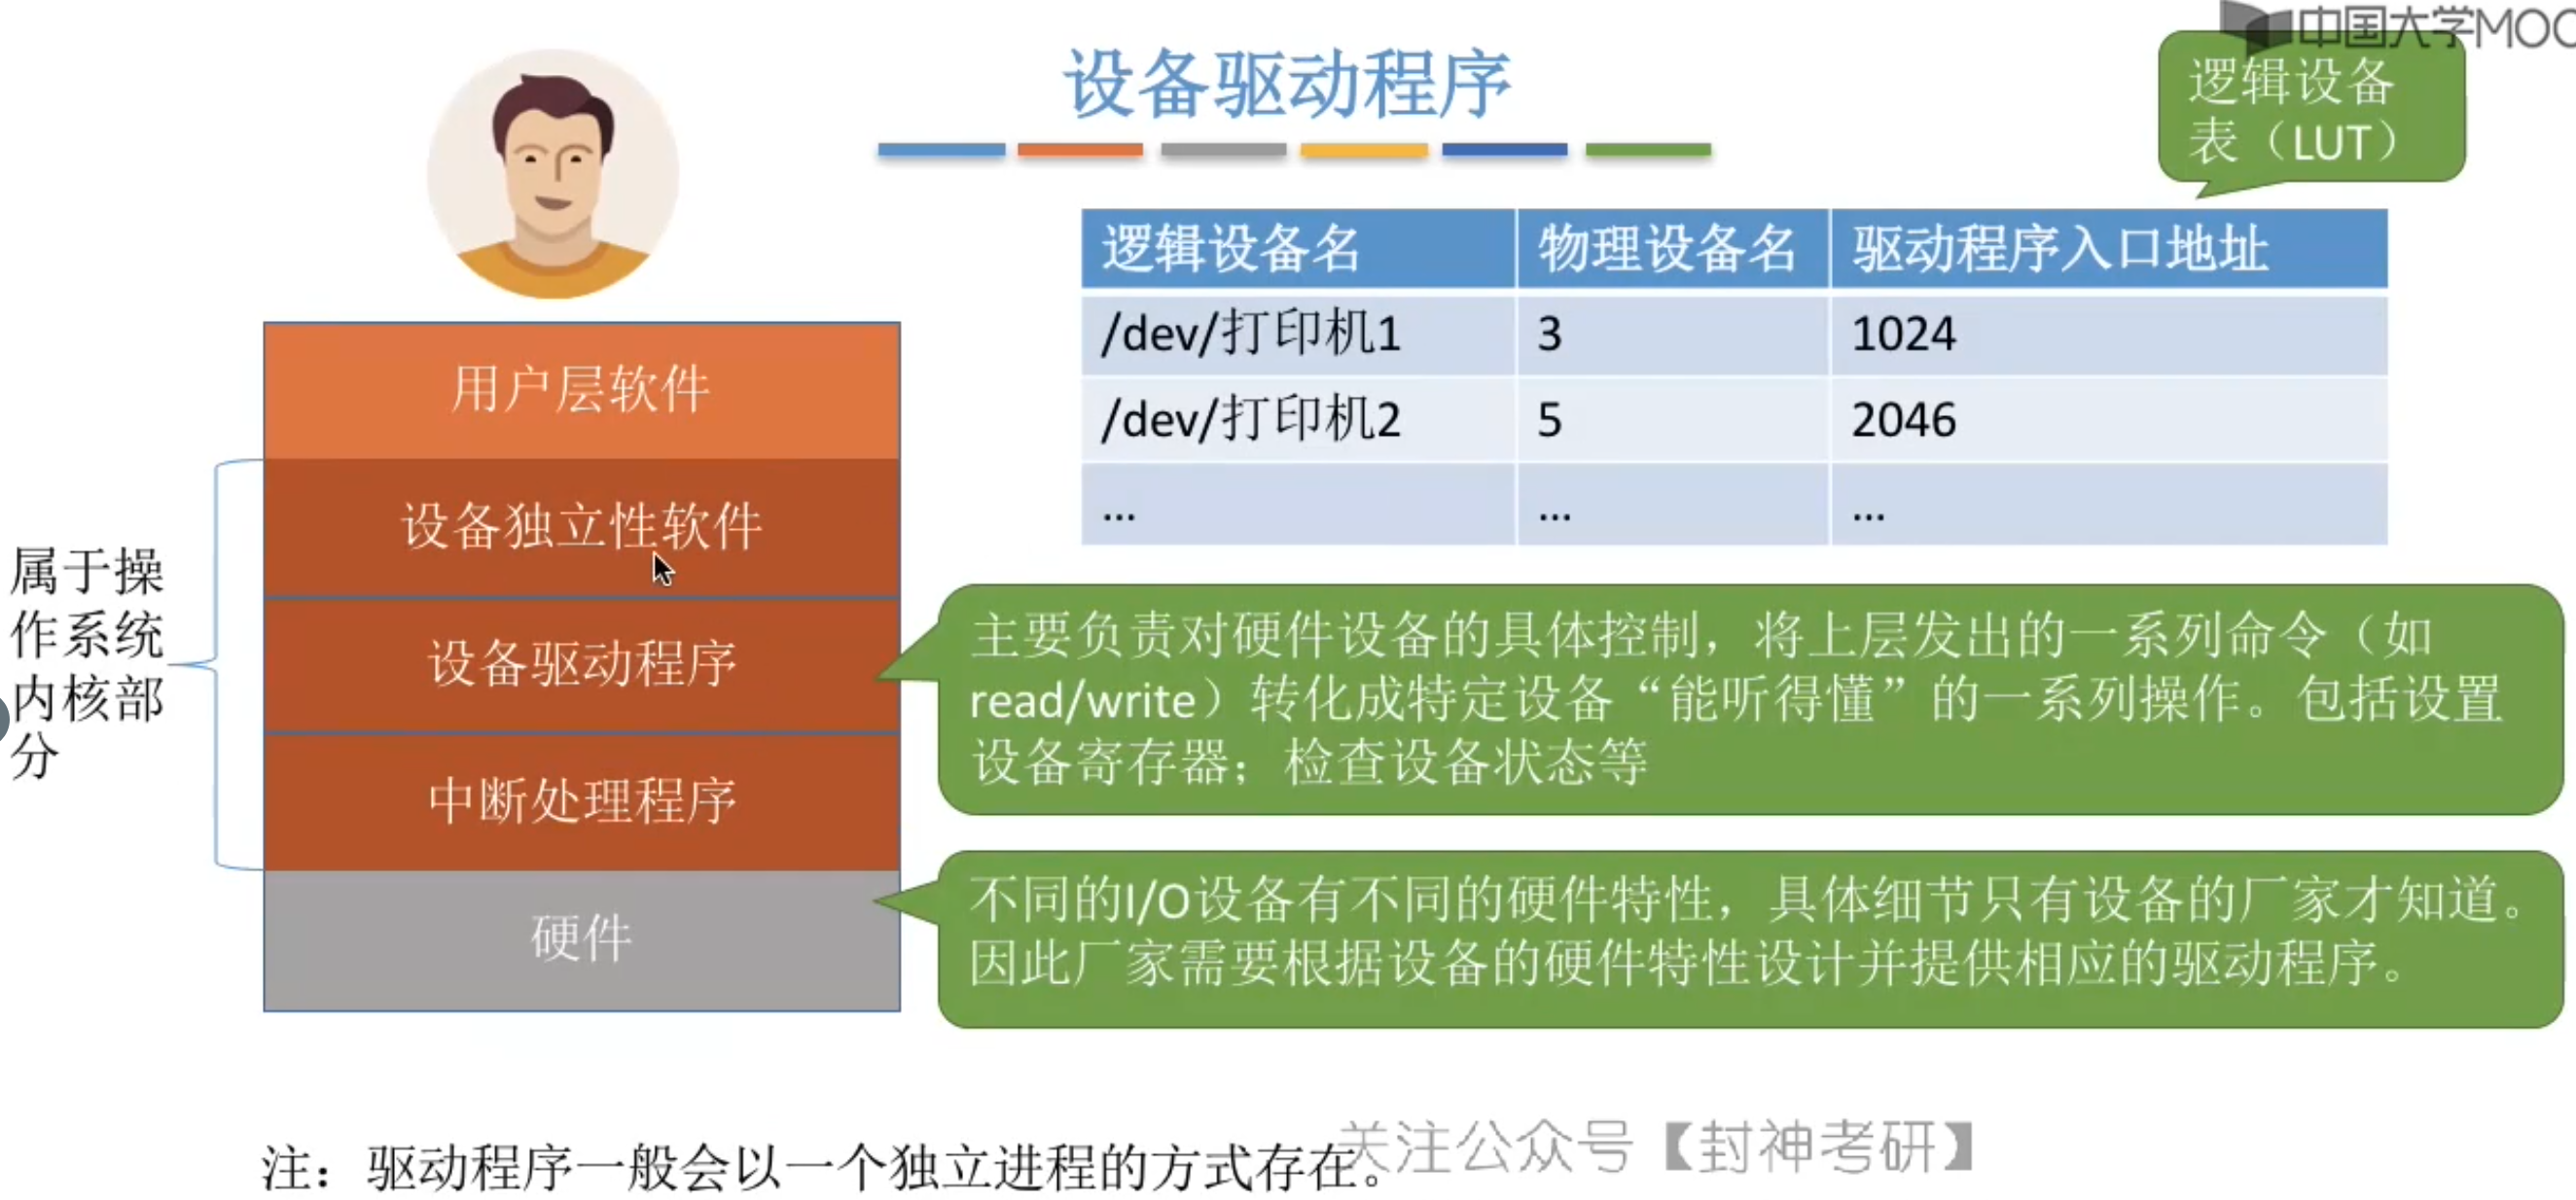 中国大学MOO
设备驱动程序
逻辑设备
表（LUT）
逻辑设备名 物理设备名 驱动程序入口地址
/dev/打印机1 3 1024
/dev/打印机2 5 2046
... ... ...
用户层软件
设备独立性软件
设备驱动程序
中断处理程序
硬件
属于操
作系统
内核部
分
主要负责对硬件设备的具体控制，将上层发出的一系列命令（如
read/write）转化成特定设备“能听得懂”的一系列操作。包括设置
设备寄存器；检查设备状态等
不同的I/O设备有不同的硬件特性，具体细节只有设备的厂家才知道。
因此厂家需要根据设备的硬件特性设计并提供相应的驱动程序。
注：驱动程序一般会以一个独立进程的方式存在。
关注公众号【封神考研】